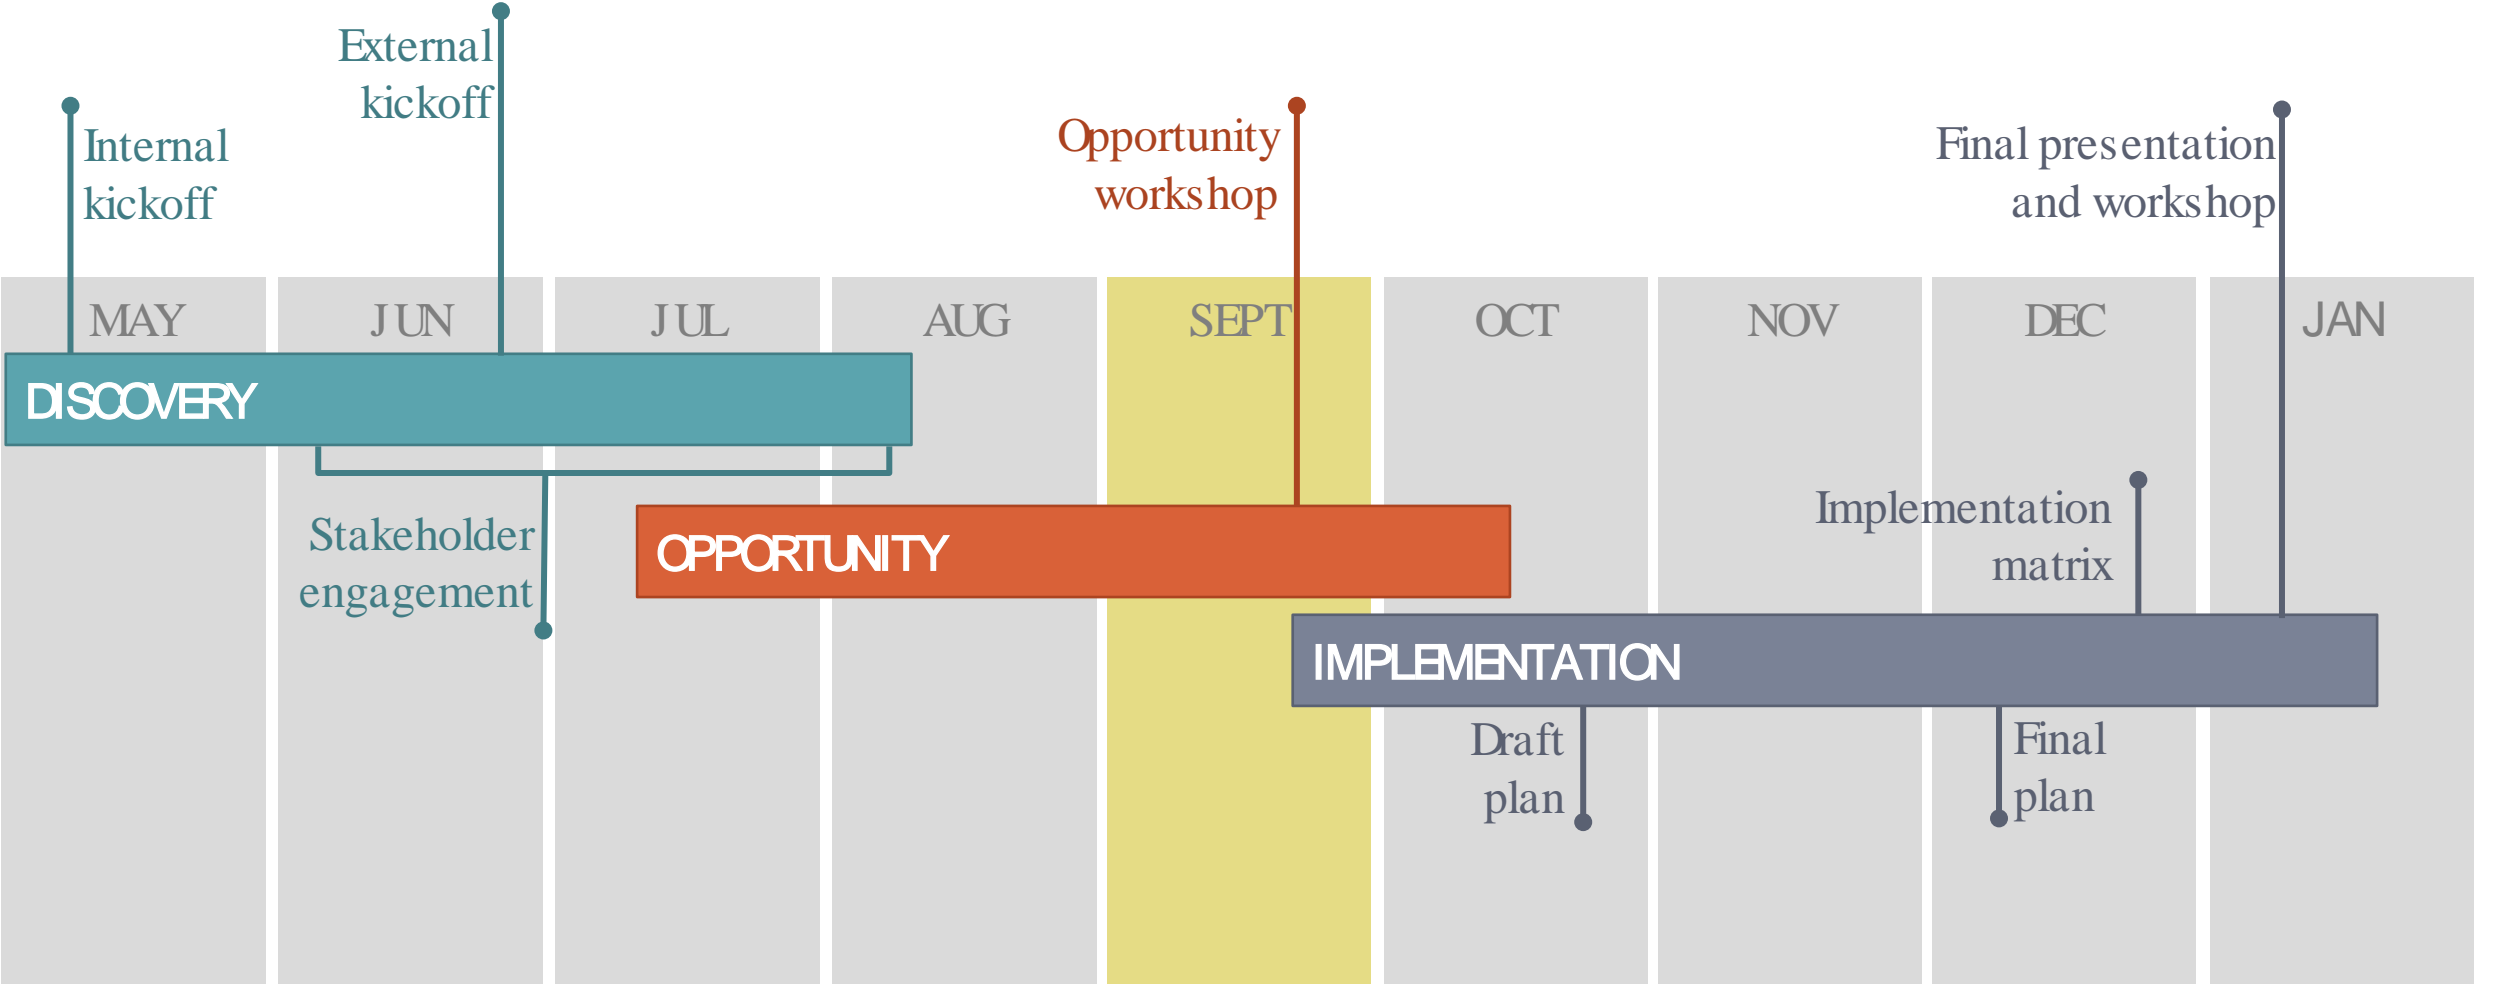 External
kickoff
Internal
kickoff
Opportunity
workshop
Final presentation
and workshop
MAY
JUN
JUL
AUG
SEPT
OCT
NOV
DEC
JAN
DISCOVERY
Stakeholder
engagement
OPPORTUNITY
Implementation
matrix
IMPLEMENTATION
Draft
plan
Final
plan